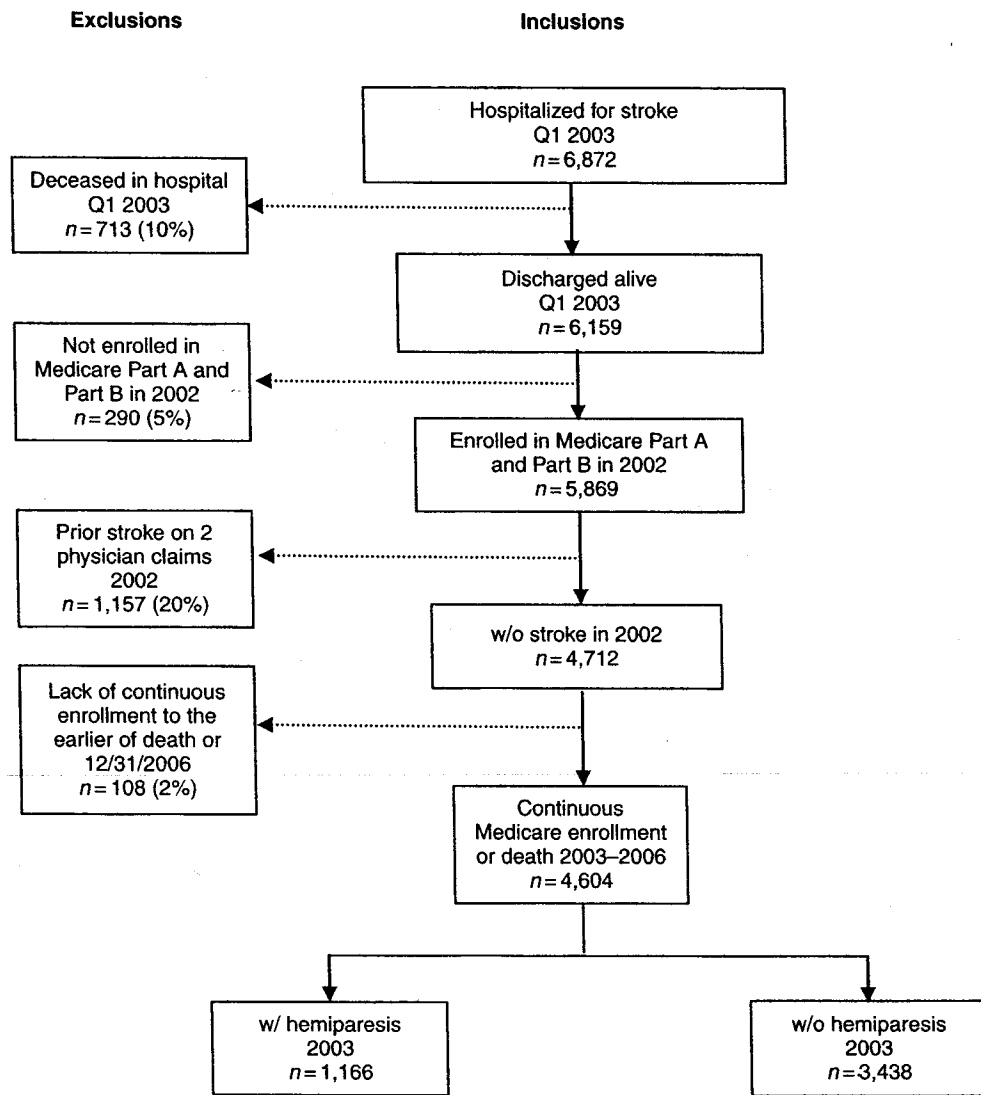 Exclusions
Inclusions
Hospitalized for stroke
Q1 2003
n=6,872
Deceased in hospital
Q1 2003
n=713 (10%)
Discharged alive
Q1 2003
n=6,159
Not enrolled in
Medicare Part A and
Part B in 2002
n=290 (5%)
Enrolled in Medicare Part A
and Part B in 2002
n=5,869
Prior stroke on 2
physician claims
2002
n=1,157 (20%)
w/o stroke in 2002
n=4,712
Lack of continuous
enrollment to the
earlier of death or
12/31/2006
n=108 (2%)
Continuous
Medicare enrollment
or death 2003–2006
n=4,604
w/ hemiparesis
2003
n=1,166
w/o hemiparesis
2003
n=3,438